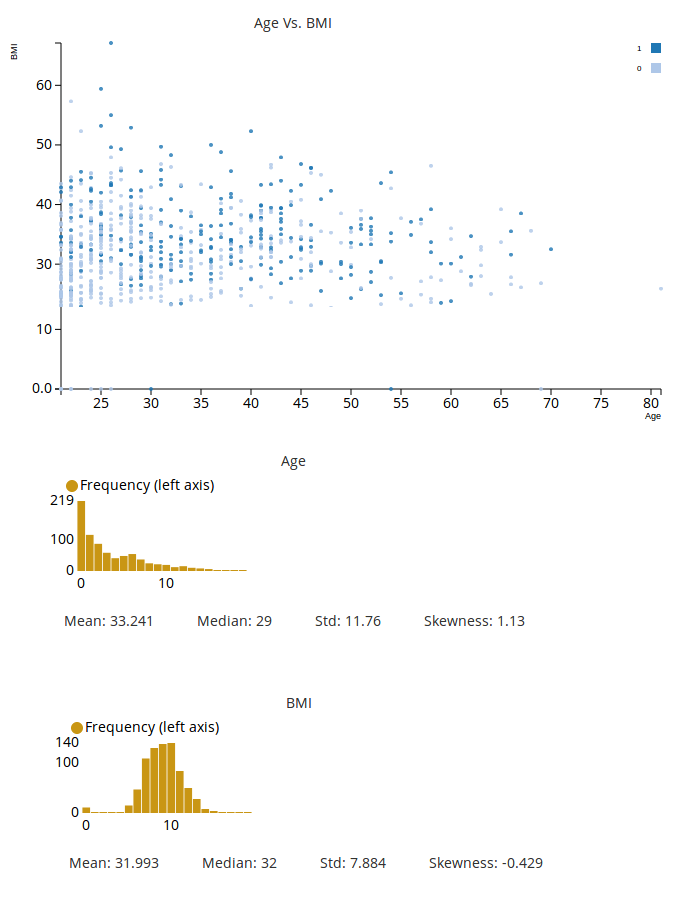 Age Vs. BMI
BMI
1
0
60
50
40
30
10
0.0
25 30 35 40 45 50 55 60 65 70 75 80
Age
Age
Frequency (left axis)
219
100
0
0 10
Mean: 33.241 Median: 29 Std: 11.76 Skewness: 1.13
BMI
Frequency (left axis)
140
100
0
0 10
Mean: 31.993 Median: 32 Std: 7.884 Skewness: -0.429